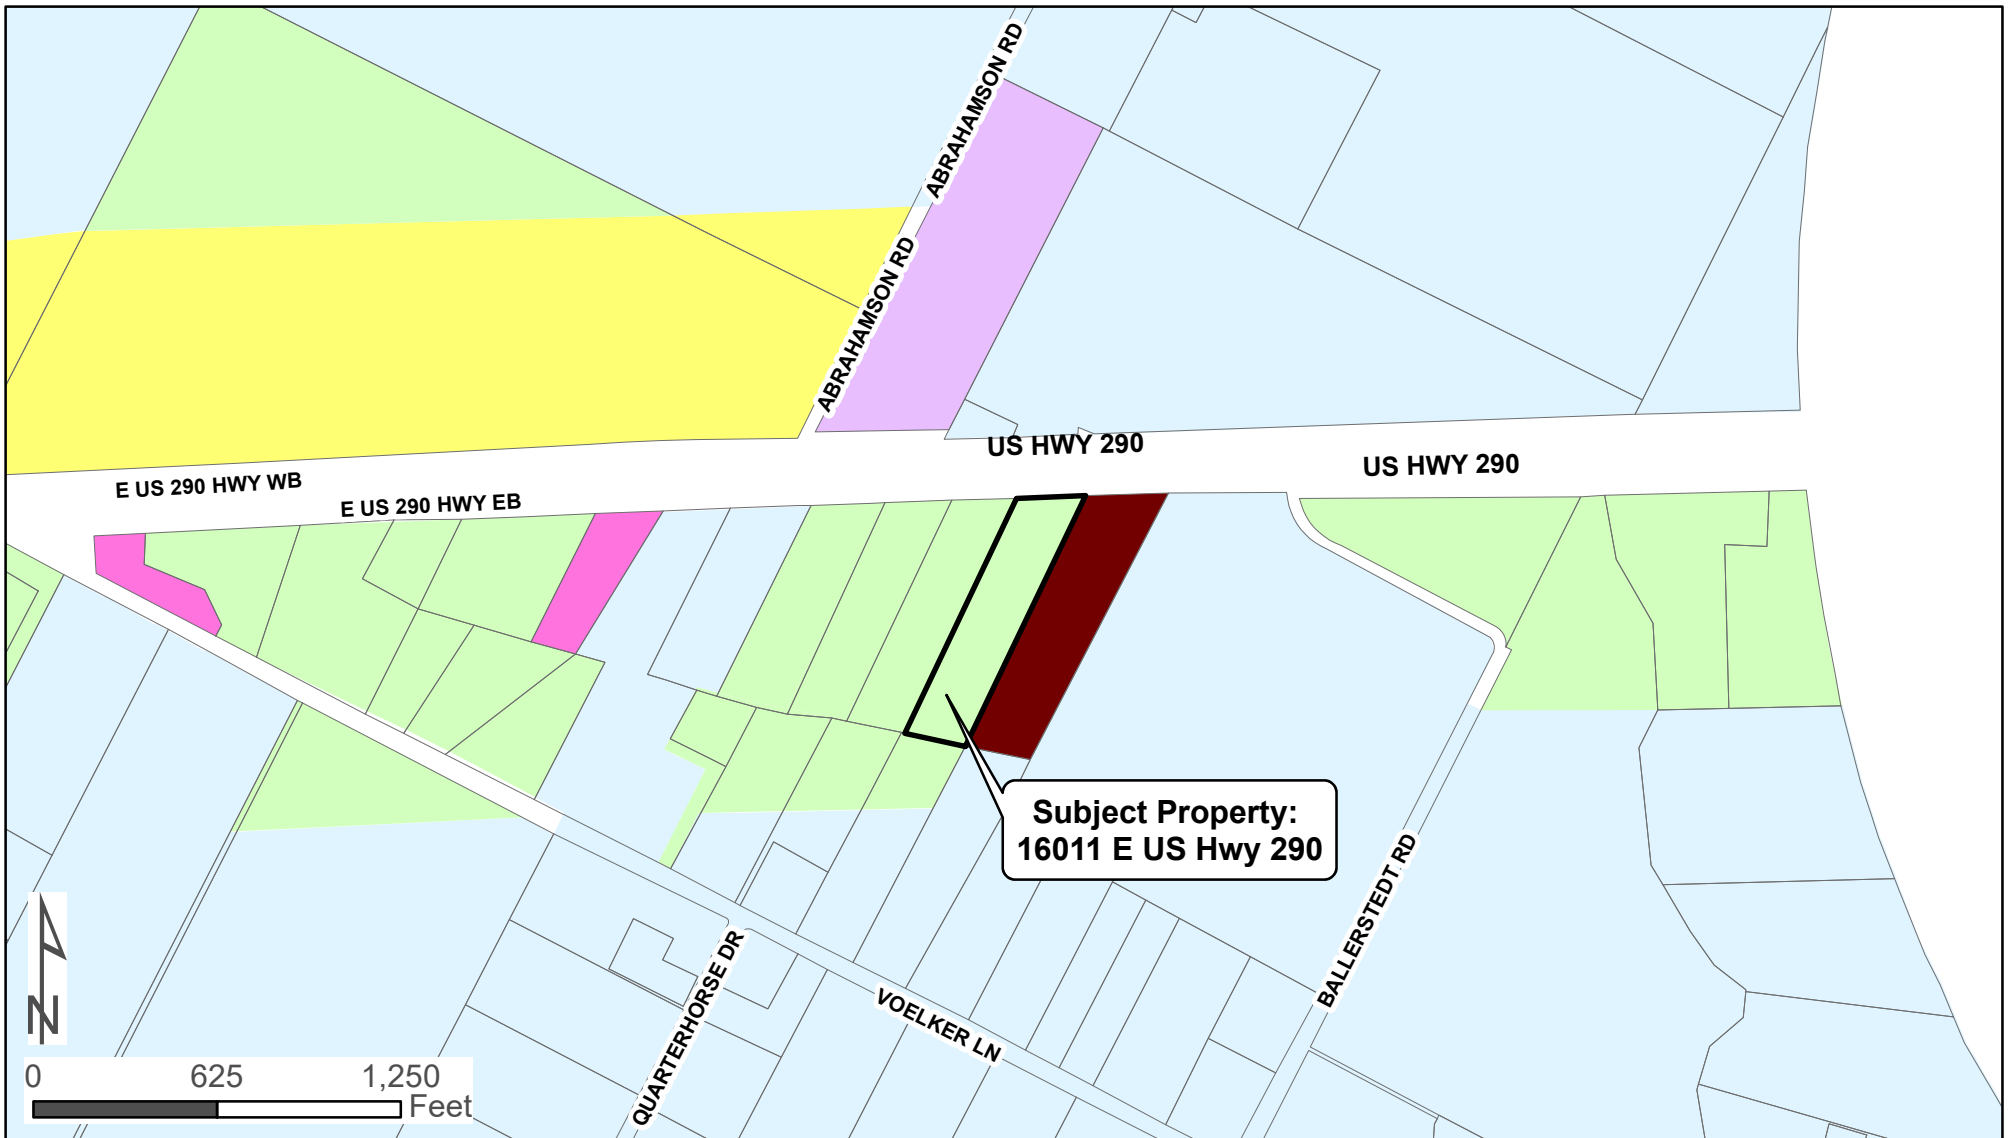 ABRAHAMSON RD
ABRAHAMSON RD
US HWY 290
US HWY 290
E US 290 HWY WB
E US 290 HWY EB
Subject Property:
16011 E US Hwy 290
BALLERSTEDT RD
QUARTERHORSE DR
VOELKER LN
N
0 625 1,250
Feet